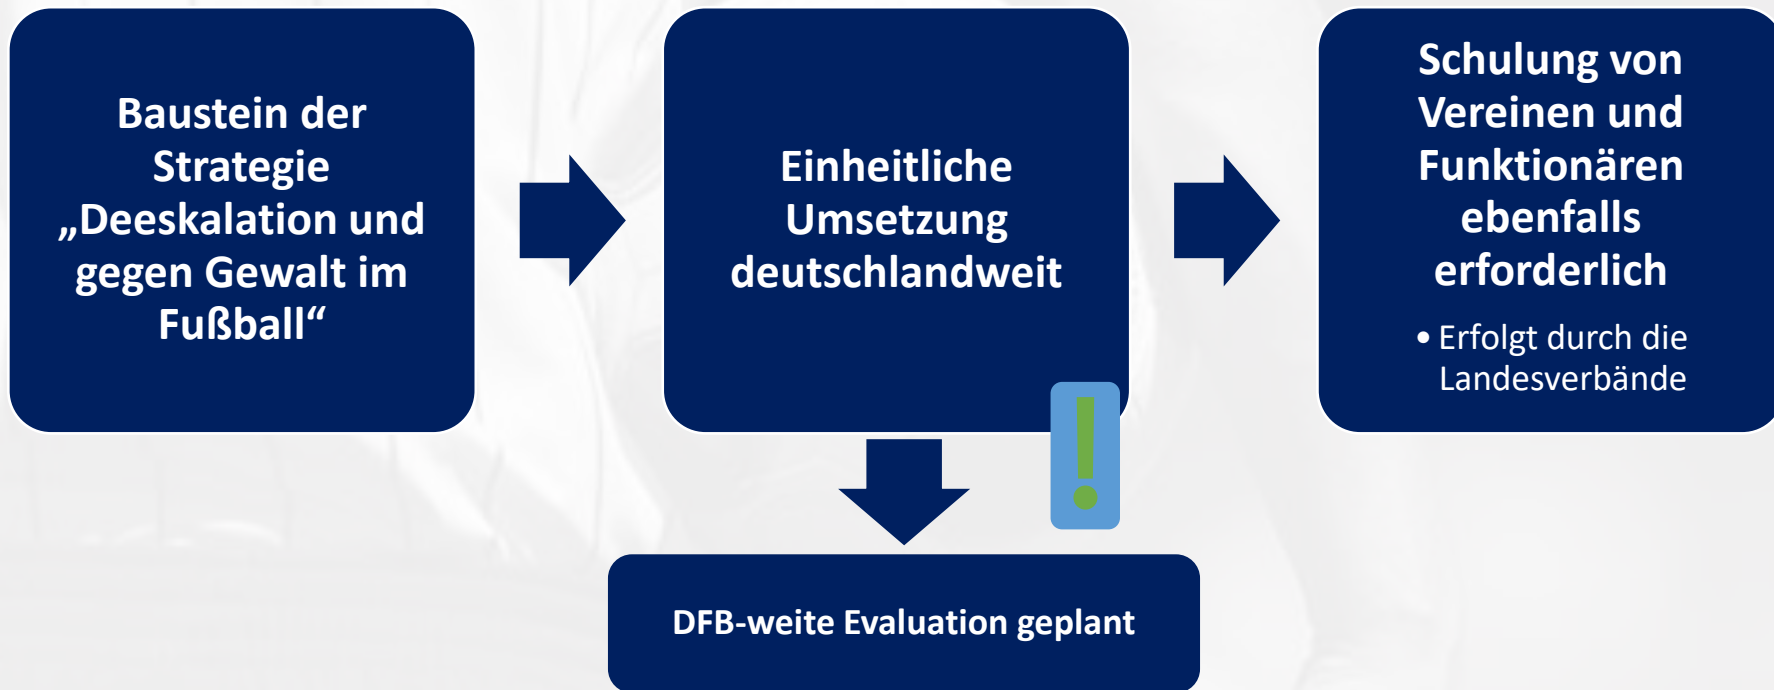 Baustein der
Strategie
„Deeskalation und
gegen Gewalt im
Fußball“
Einheitliche
Umsetzung
deutschlandweit
Schulung von
Vereinen und
Funktionären
ebenfalls
erforderlich
• Erfolgt durch die
Landesverbände
DFB-weite Evaluation geplant